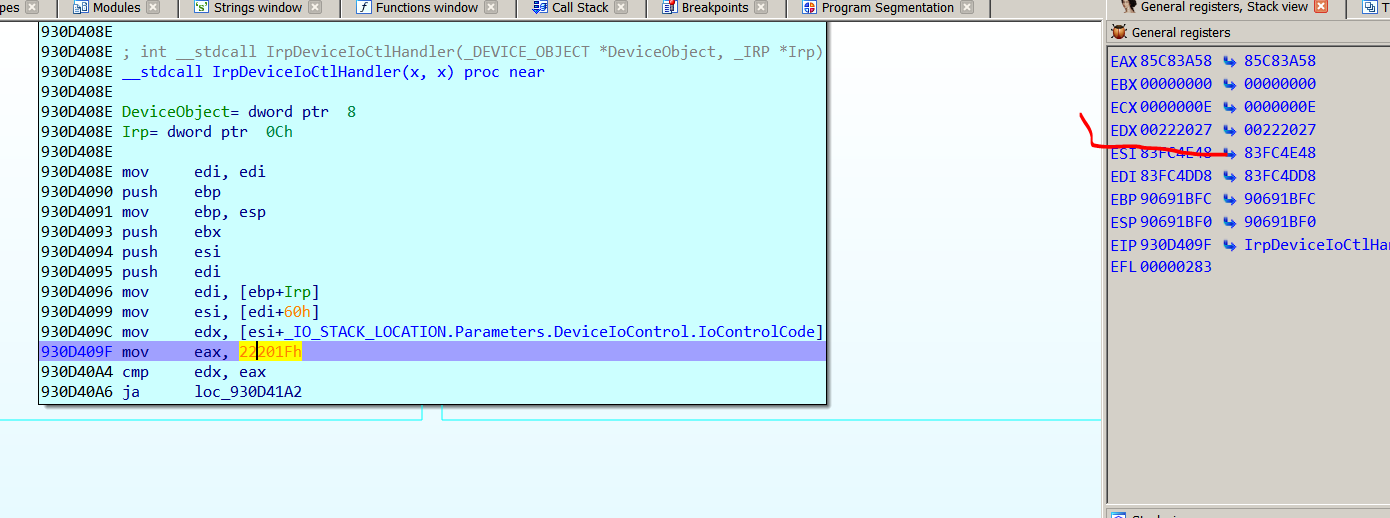 pes Modules Strings window Functions window Call Stack Breakpoints Program Segmentation General registers, Stack view T
930D408E
930D408E ; int __stdcall IrpDeviceIoCtlHandler(_DEVICE_OBJECT *DeviceObject, _IRP *Irp)
930D408E __stdcall IrpDeviceIoCtlHandler(x, x) proc near
930D408E
930D408E DeviceObject= dword ptr  8
930D408E Irp= dword ptr  0Ch
930D408E
930D408E mov     edi, edi
930D4090 push    ebp
930D4091 mov     ebp, esp
930D4093 push    ebx
930D4094 push    esi
930D4095 push    edi
930D4096 mov     edi, [ebp+Irp]
930D4099 mov     esi, [edi+60h]
930D409C mov     edx, [esi+_IO_STACK_LOCATION.Parameters.DeviceIoControl.IoControlCode]
930D409F mov     eax, 22201Fh
930D40A4 cmp     edx, eax
930D40A6 ja      loc_930D41A2
General registers
EAX 85C83A58 85C83A58
EBX 00000000 00000000
ECX 0000000E 0000000E
EDX 00222027 00222027
ESI 83FC4E48 83FC4E48
EDI 83FC4DD8 83FC4DD8
EBP 90691BFC 90691BFC
ESP 90691BF0 90691BF0
EIP 930D409F IrpDeviceIoCtlHan
EFL 00000283